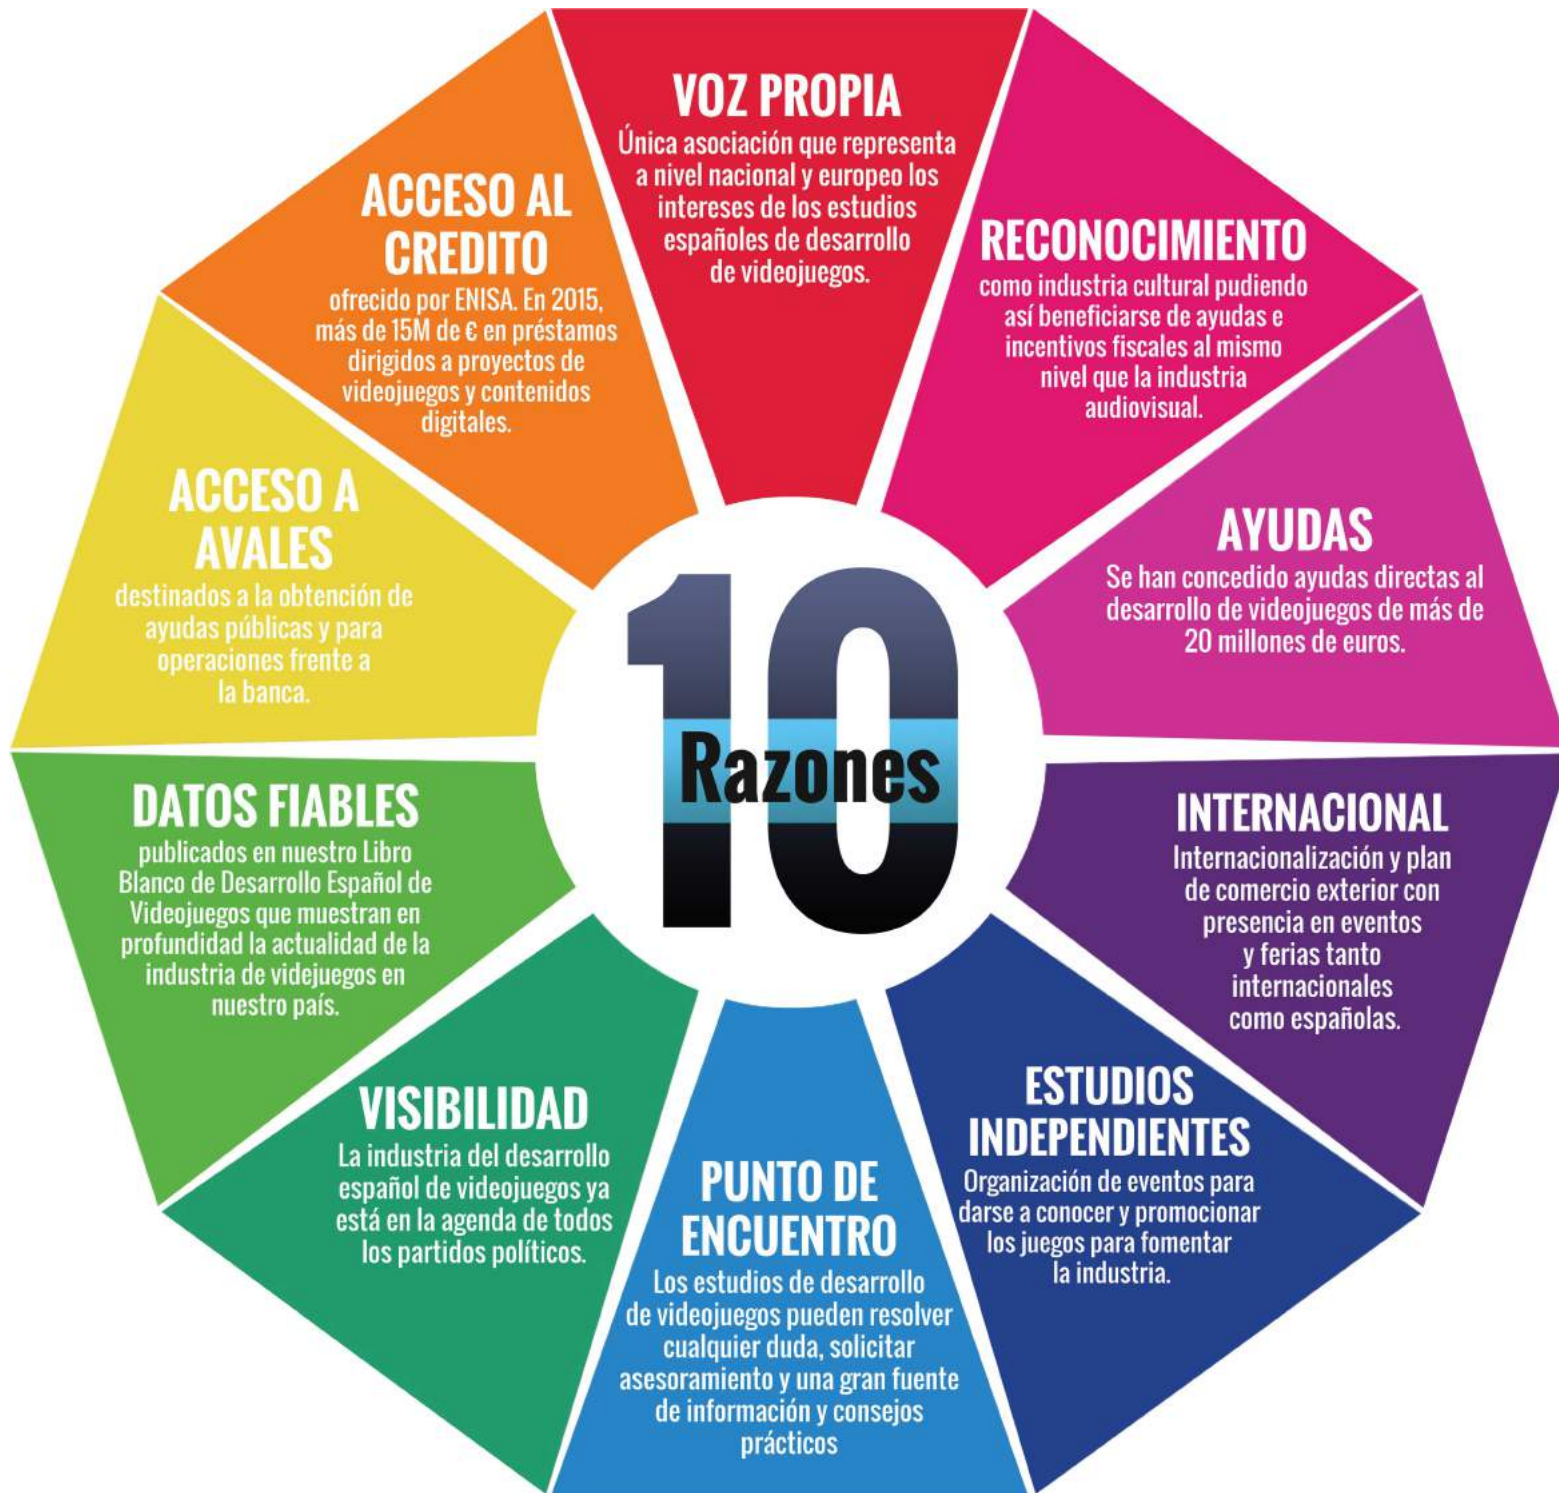 VOZ PROPIA
Única asociación que representa
a nivel nacional y europeo los
intereses de los estudios
españoles de desarrollo
de videojuegos.
RECONOCIMIENTO
como industria cultural pudiendo
así beneficiarse de ayudas e
incentivos fiscales al mismo
nivel que la industria
audiovisual.
AYUDAS
Se han concedido ayudas directas al
desarrollo de videojuegos de más de
20 millones de euros.
INTERNACIONAL
Internacionalización y plan
de comercio exterior con
presencia en eventos
y ferias tanto
internacionales
como españolas.
ESTUDIOS
INDEPENDIENTES
Organización de eventos para
darse a conocer y promocionar
los juegos para fomentar
la industria.
PUNTO DE
ENCUENTRO
Los estudios de desarrollo
de videojuegos pueden resolver
cualquier duda, solicitar
asesoramiento y una gran fuente
de información y consejos
prácticos
VISIBILIDAD
La industria del desarrollo
español de videojuegos ya
está en la agenda de todos
los partidos políticos.
DATOS FIABLES
publicados en nuestro Libro
Blanco de Desarrollo Español de
Videojuegos que muestran en
profundidad la actualidad de la
industria de videjuegos en
nuestro país.
ACCESO A
AVALES
destinados a la obtención de
ayudas públicas y para
operaciones frente a
la banca.
ACCESO AL
CREDITO
ofrecido por ENISA. En 2015,
más de 15M de € en préstamos
dirigidos a proyectos de
videojuegos y contenidos
digitales.
10
Razones